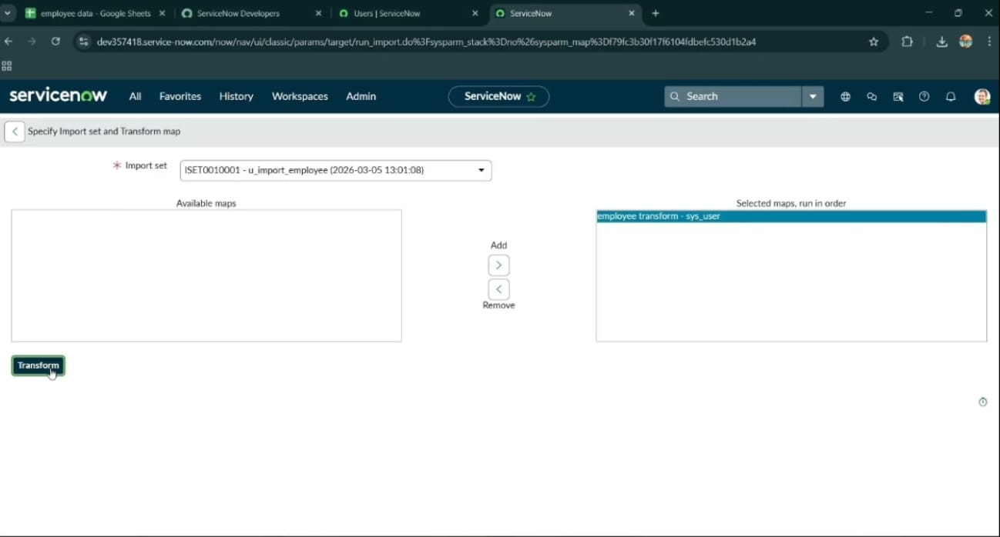 employee data - Google Sheets
ServiceNow Developers
Users | ServiceNow
ServiceNow
dev357418.service-now.com/now/nav/ui/classic/params/target/run_import.do%3Fsysparm_stack%3Dno%26sysparm_map%3Df79fc3b30f17f6104fdbefc530d1b2a4
servicenow All Favorites History Workspaces Admin ServiceNow Search
Specify Import set and Transform map
Import set ISET0010001 - u_import_employee (2026-03-05 13:01:08)
Available maps
Selected maps, run in order
employee transform - sys_user
Add
Remove
Transform